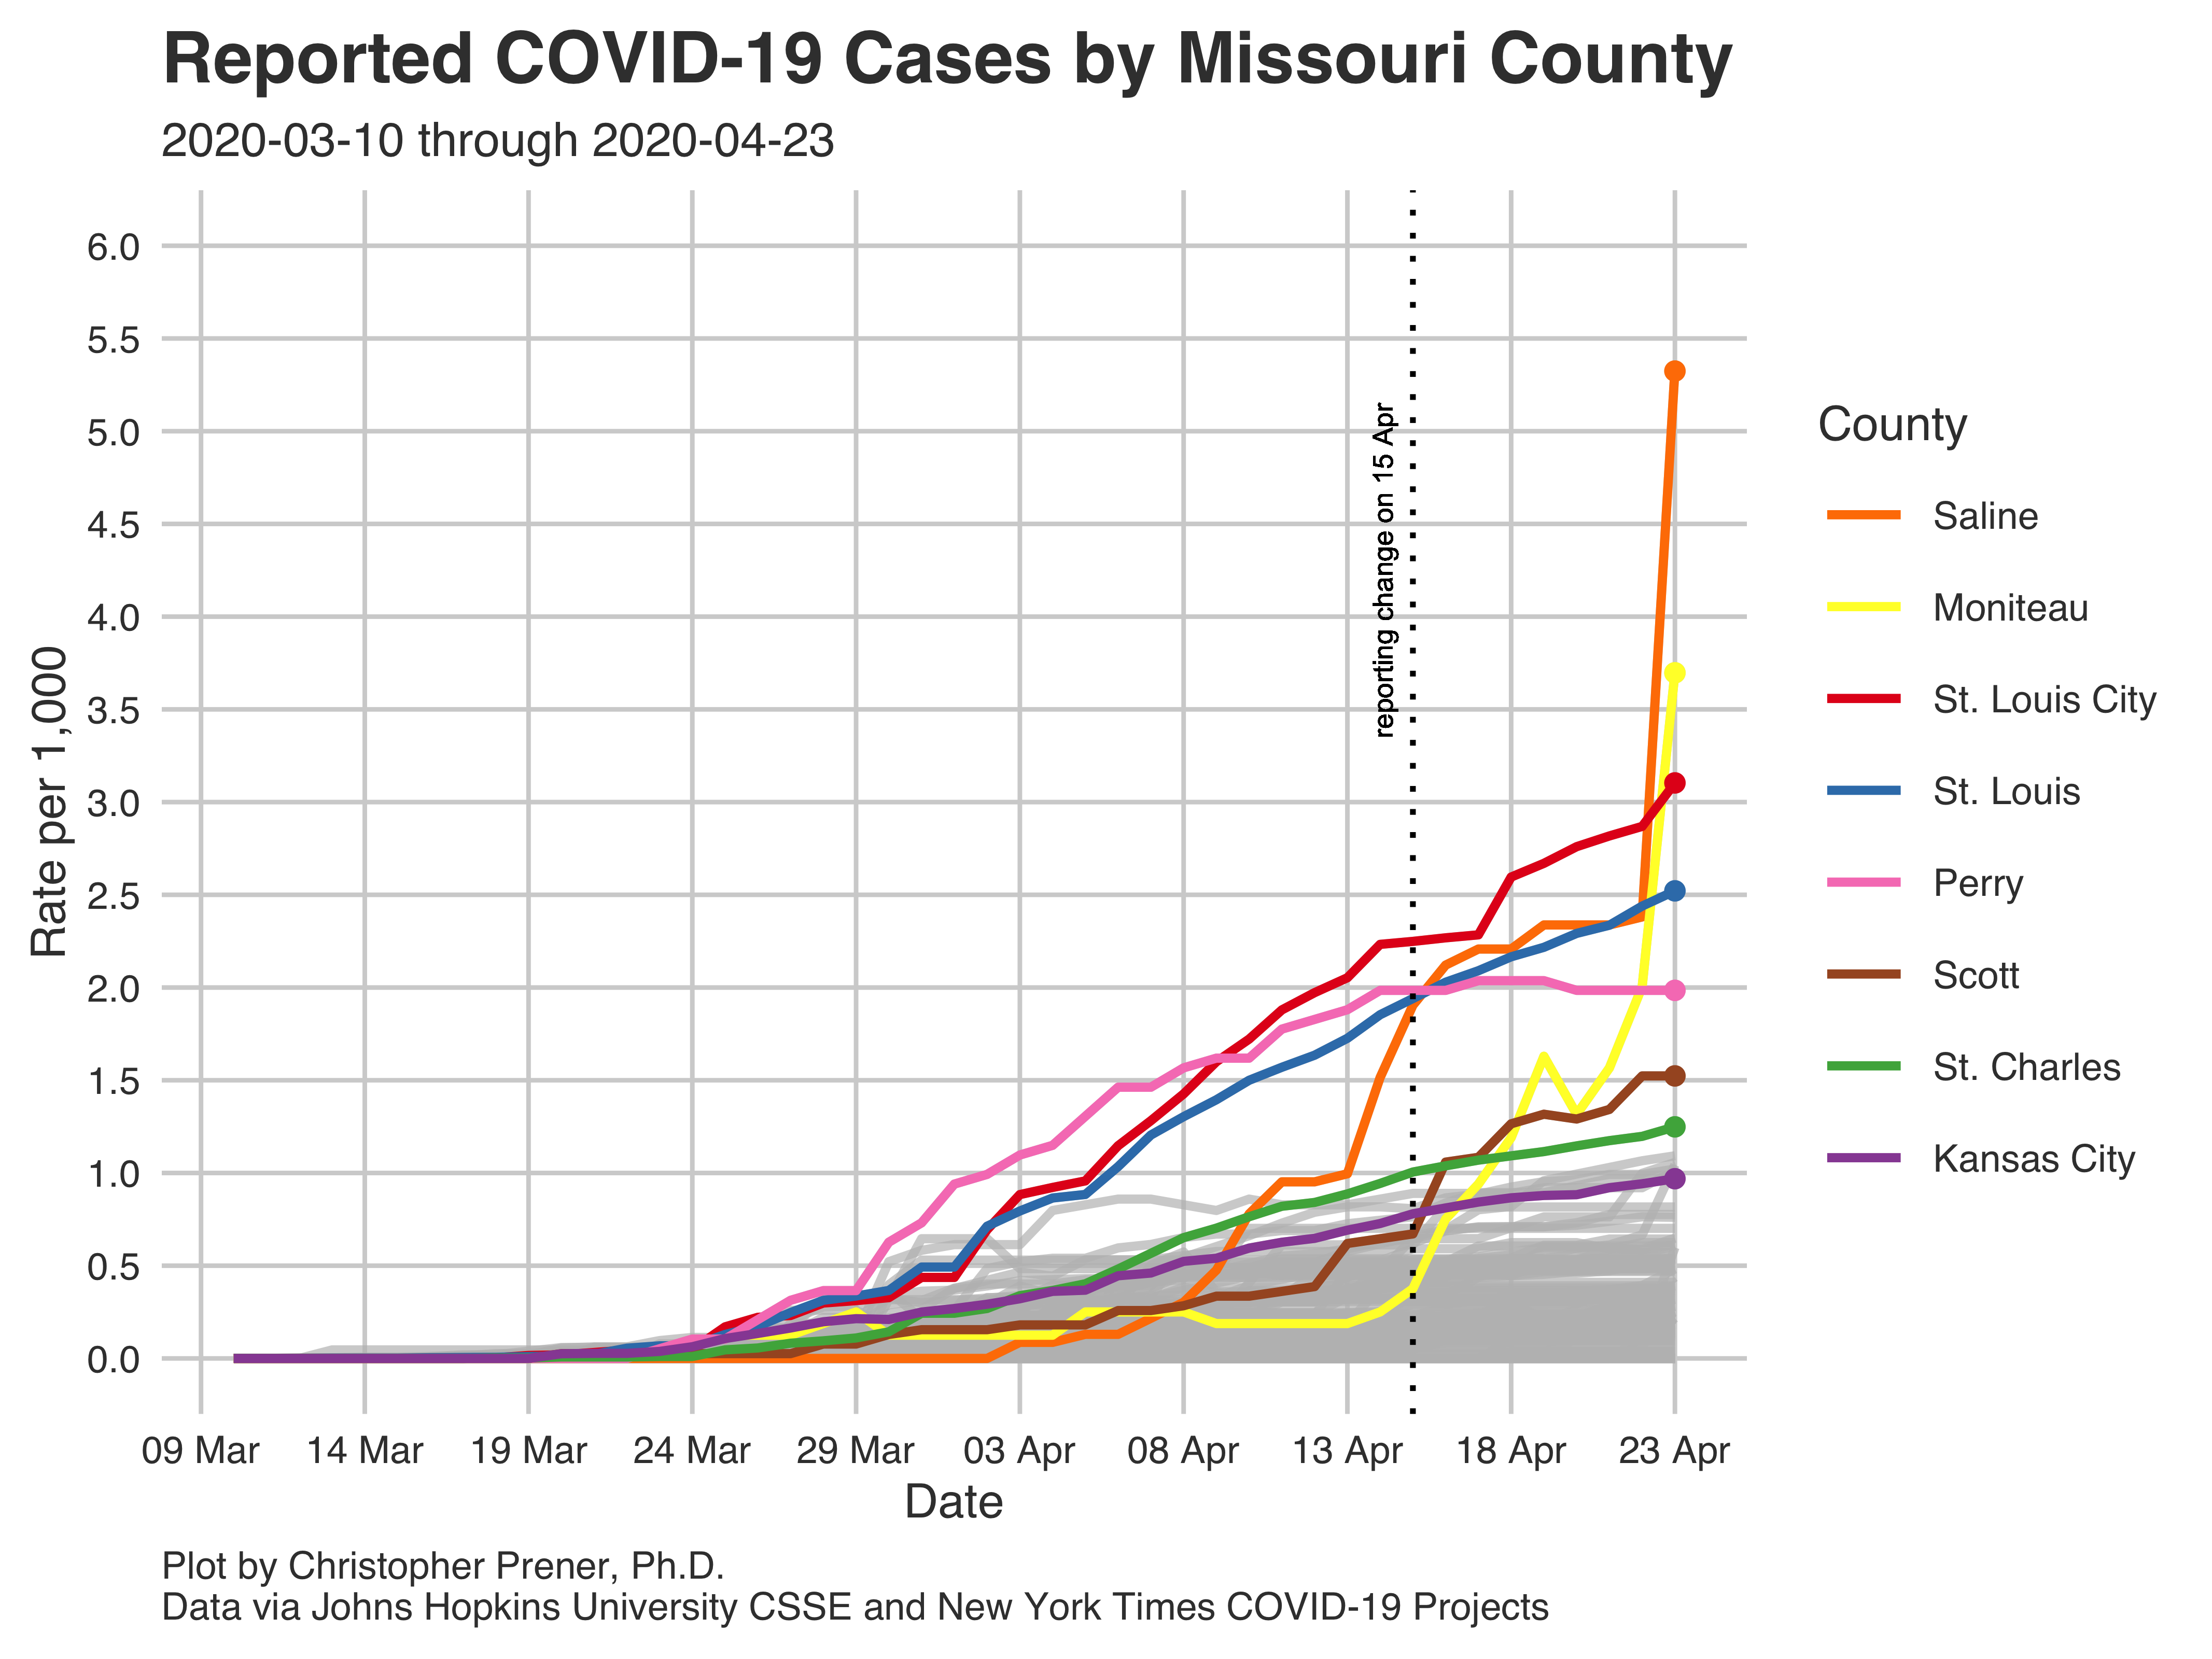 Reported COVID-19 Cases by Missouri County
2020-03-10 through 2020-04-23
6.0
5.5
5.0
4.5
4.0
3.5
3.0
2.5
2.0
1.5
1.0
0.5
0.0
Rate per 1,000
reporting change on 15 Apr
09 Mar
14 Mar
19 Mar
24 Mar
29 Mar
03 Apr
08 Apr
13 Apr
18 Apr
23 Apr
Date
County
Saline
Moniteau
St. Louis City
St. Louis
Perry
Scott
St. Charles
Kansas City
Plot by Christopher Prener, Ph.D.
Data via Johns Hopkins University CSSE and New York Times COVID-19 Projects